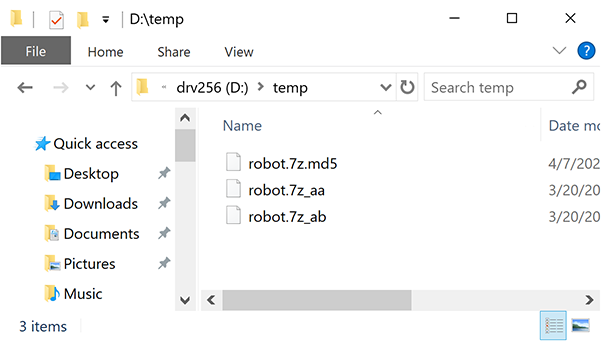 D:\temp
File Home Share View
drv256 (D:) temp Search temp
Name Date mo
Quick access
Desktop
Downloads
Documents
Pictures
Music
robot.7z.md5 4/7/202
robot.7z_aa 3/20/20
robot.7z_ab 3/20/20
3 items